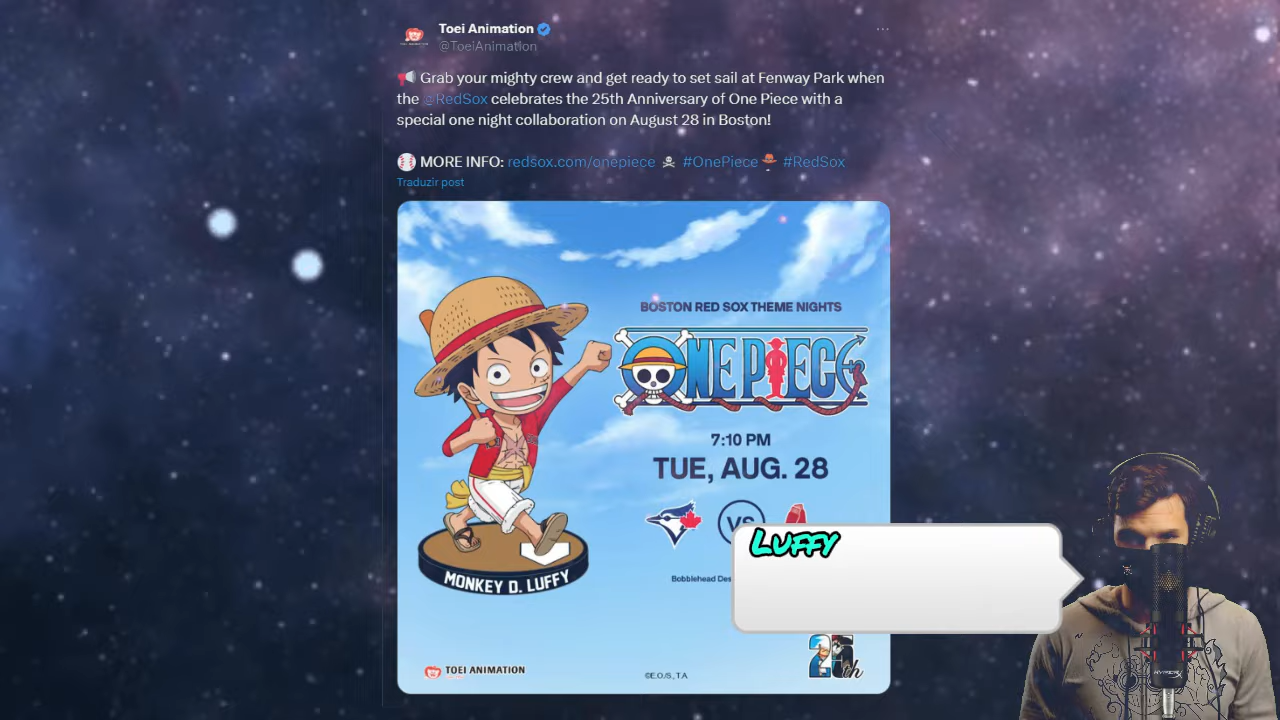 Toei Animation
@ToeiAnimation
Grab your mighty crew and get ready to set sail at Fenway Park when
the @RedSox celebrates the 25th Anniversary of One Piece with a
special one night collaboration on August 28 in Boston!
MORE INFO: redsox.com/onepiece #OnePiece #RedSox
Traduzir post
BOSTON RED SOX THEME NIGHTS
ONE PIECE
7:10 PM
TUE, AUG. 28
VS
Bobblehead Des
MONKEY D. LUFFY
Luffy
25th
TOEI ANIMATION
©E.O/S., T.A
HYPERX